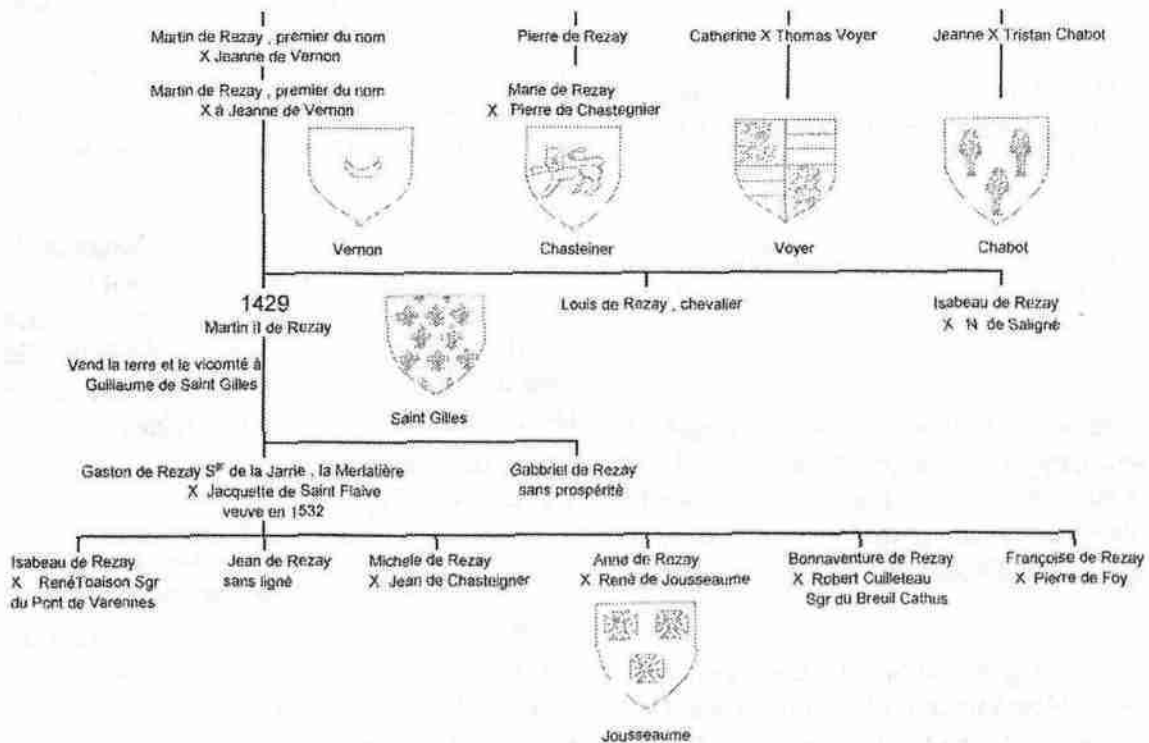 Martin de Rezay , premier du nom
X Jeanne de Vernon
Pierre de Rezay
Catherine X Thomas Voyer
Jeanne X Tristan Chabot
Martin de Rezay , premier du nom
X à Jeanne de Vernon
Marie de Rezay
X Pierre de Chastegnier
Vernon
Chasteiner
Voyer
Chabot
1429
Martin II de Rezay
Louis de Rezay , chevalier
Isabeau de Rezay
X N de Saligné
Vend la terre et le vicomté à
Guillaume de Saint Gilles
Saint Gilles
Gaston de Rezay Sgr de la Jarrie , la Merlatière
X Jacquette de Saint Flaive
veuve en 1532
Gabbriel de Rezay
sans prospérité
Isabeau de Rezay
X René Toaison Sgr
du Pont de Varennes
Jean de Rezay
sans ligné
Michele de Rezay
X Jean de Chasteigner
Anne de Rezay
X René de Jousseaume
Bonnaventure de Rezay
X Robert Cuilleteau
Sgr du Breuil Cathus
Françoise de Rezay
X Pierre de Foy
Jousseaume